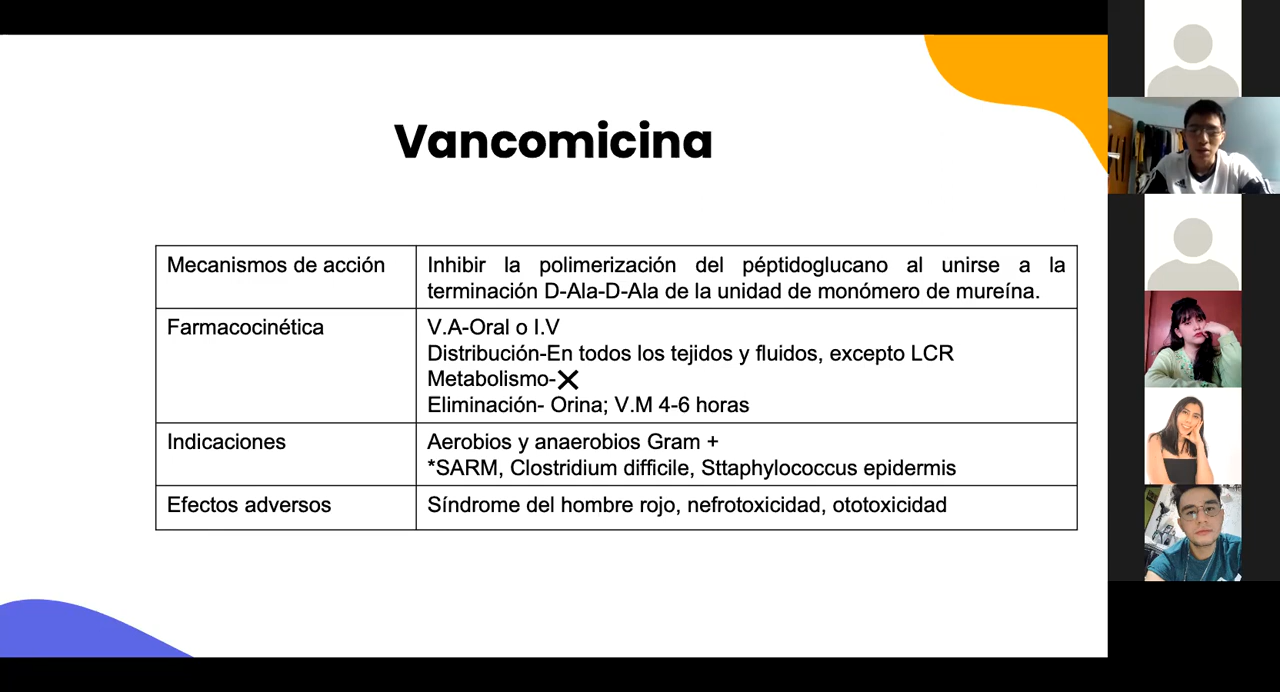 Vancomicina
Mecanismos de acción
Inhibir la polimerización del péptidoglucano al unirse a la
terminación D-Ala-D-Ala de la unidad de monómero de mureína.
Farmacocinética
V.A-Oral o I.V
Distribución-En todos los tejidos y fluidos, excepto LCR
Metabolismo-❌
Eliminación- Orina; V.M 4-6 horas
Indicaciones
Aerobios y anaerobios Gram +
*SARM, Clostridium difficile, Sttaphylococcus epidermis
Efectos adversos
Síndrome del hombre rojo, nefrotoxicidad, ototoxicidad